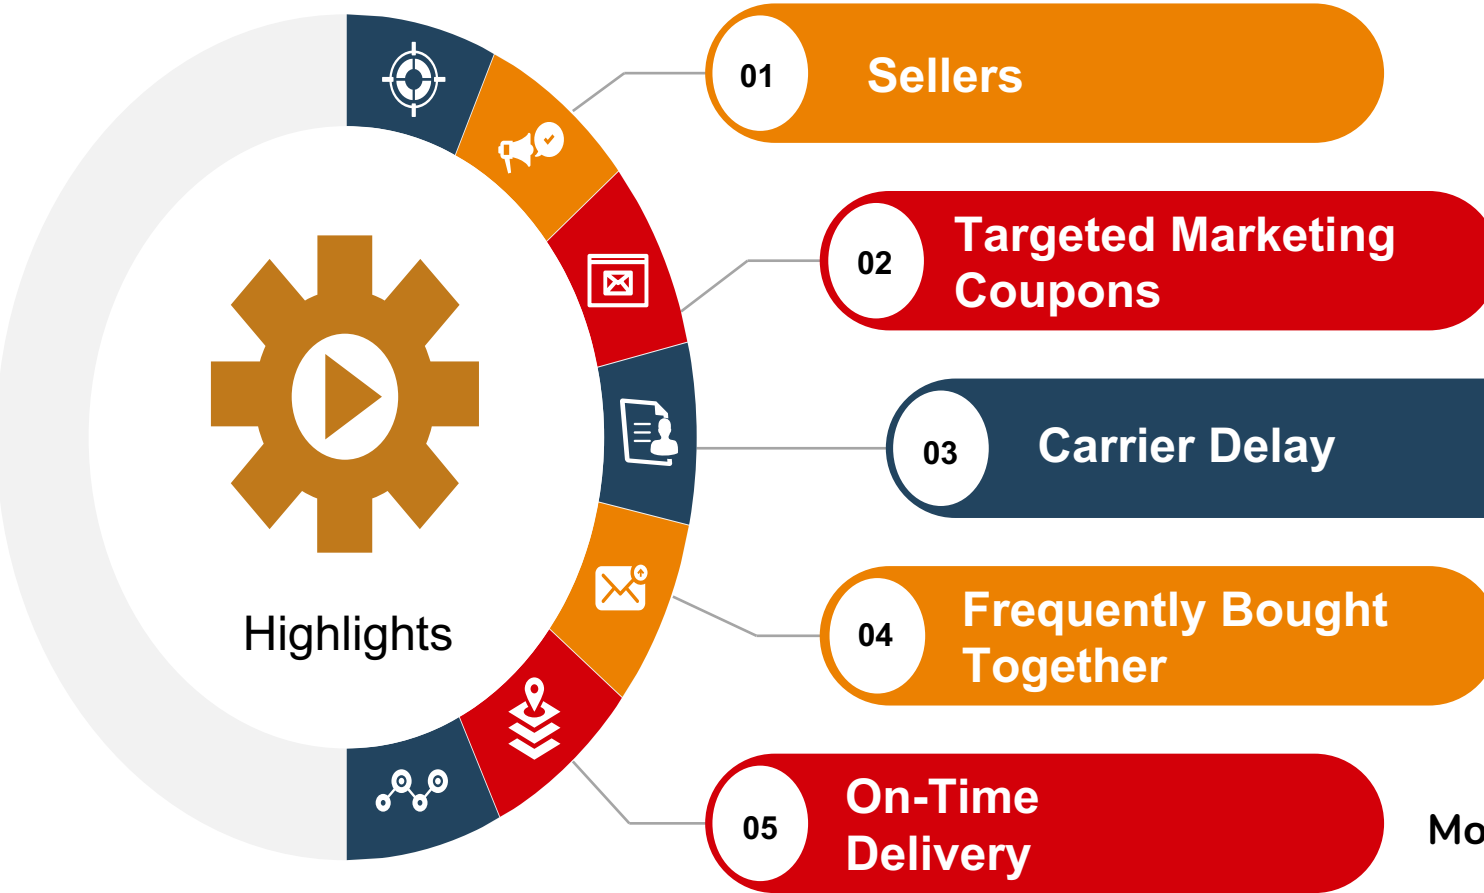 01
Sellers
02
Targeted Marketing
Coupons
03
Carrier Delay
04
Frequently Bought
Together
Highlights
05
On-Time
Delivery